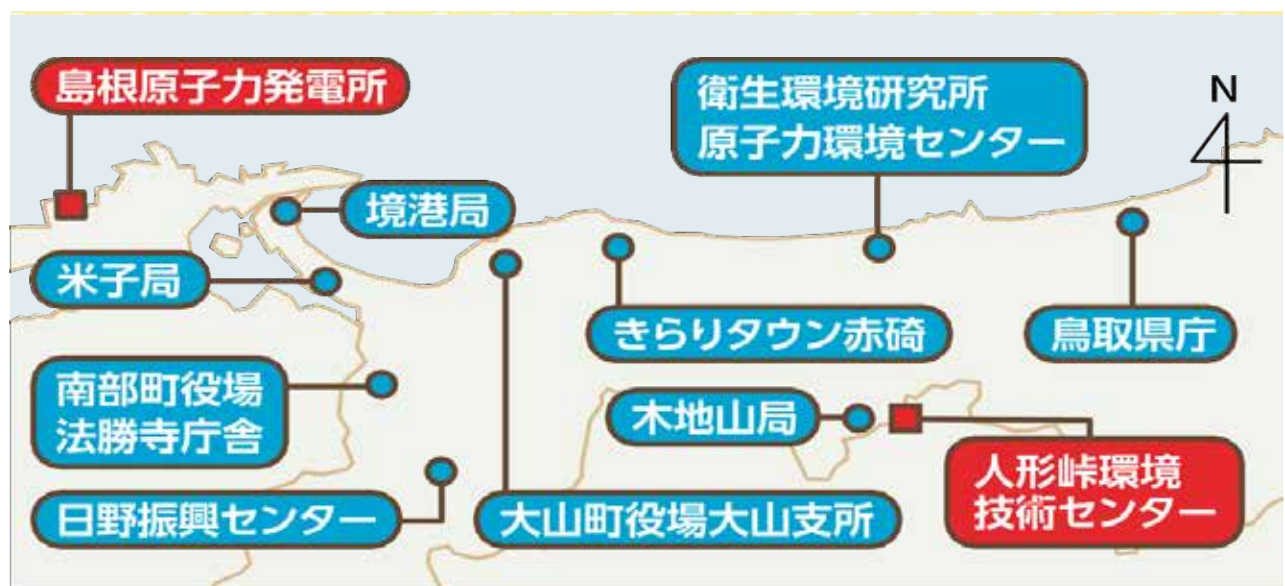 島根原子力発電所
衛生環境研究所
原子力環境センター
N
境港局
米子局
きらりタウン赤碕
鳥取県庁
南部町役場
法勝寺庁舎
木地山局
人形峠環境
技術センター
日野振興センター
大山町役場大山支所